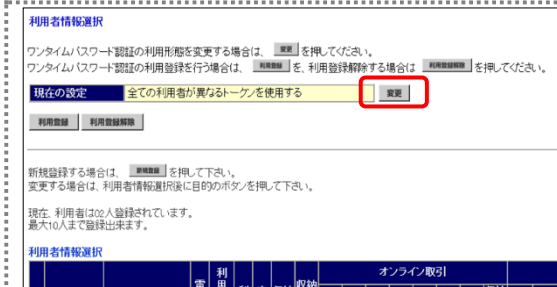 利用者情報選択
ワンタイムパスワード認証の利用形態を変更する場合は、 変更 を押してください。
ワンタイムパスワード認証の利用登録を行う場合は、 利用登録 を、利用登録解除する場合は 利用登録解除 を押してください。
現在の設定 全ての利用者が異なるトークンを使用する 変更
利用登録 利用登録解除
新規登録する場合は、 新規登録 を押して下さい。
変更する場合は、利用者情報選択後に目的のボタンを押して下さい。
現在、利用者は02人登録されています。
最大10人まで登録出来ます。
利用者情報選択
オンライン取引
電 利用 収納